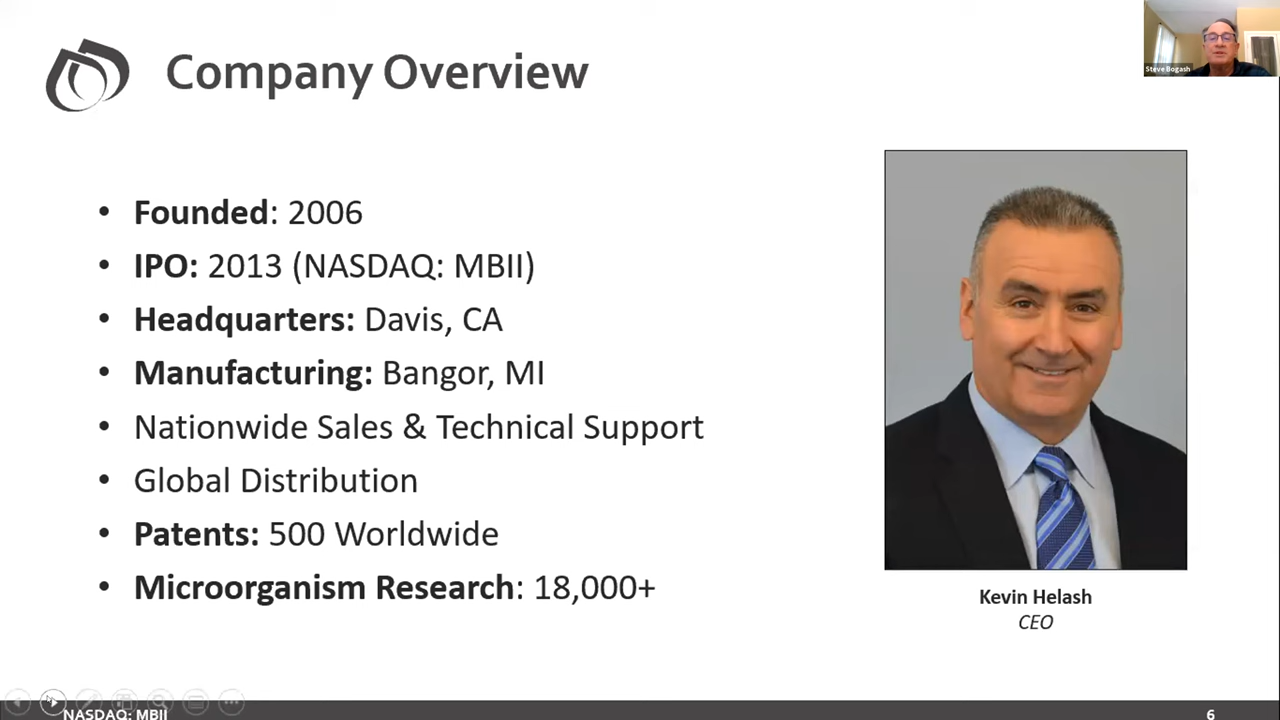 Company Overview
Steve Bogash
• Founded: 2006
• IPO: 2013 (NASDAQ: MBII)
• Headquarters: Davis, CA
• Manufacturing: Bangor, MI
• Nationwide Sales & Technical Support
• Global Distribution
• Patents: 500 Worldwide
• Microorganism Research: 18,000+
Kevin Helash
CEO
NASDAQ: MBII
6